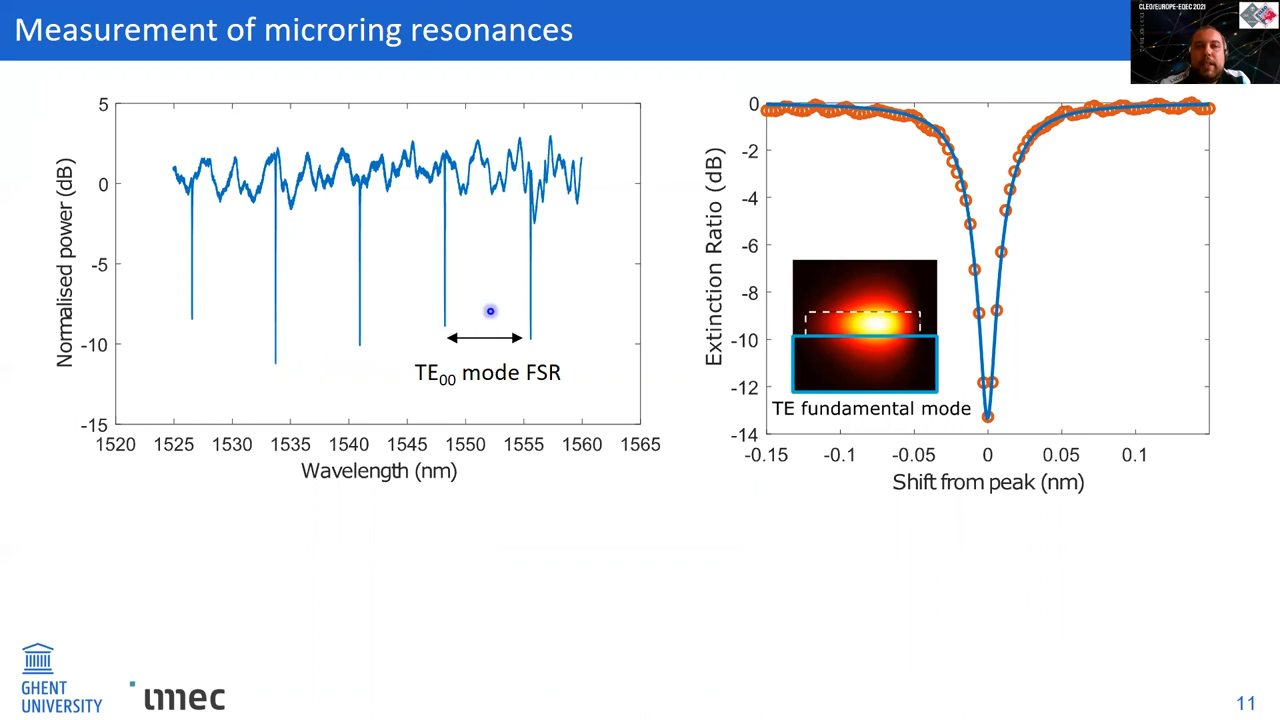 Measurement of microring resonances
CLEO/EUROPE-EQEC 2021
5
0
-5
-10
-15
Normalised power (dB)
TE00 mode FSR
1520 1525 1530 1535 1540 1545 1550 1555 1560 1565
Wavelength (nm)
0
-2
-4
-6
-8
-10
-12
-14
Extinction Ratio (dB)
TE fundamental mode
-0.15 -0.1 -0.05 0 0.05 0.1
Shift from peak (nm)
GHENT
UNIVERSITY
imec
11